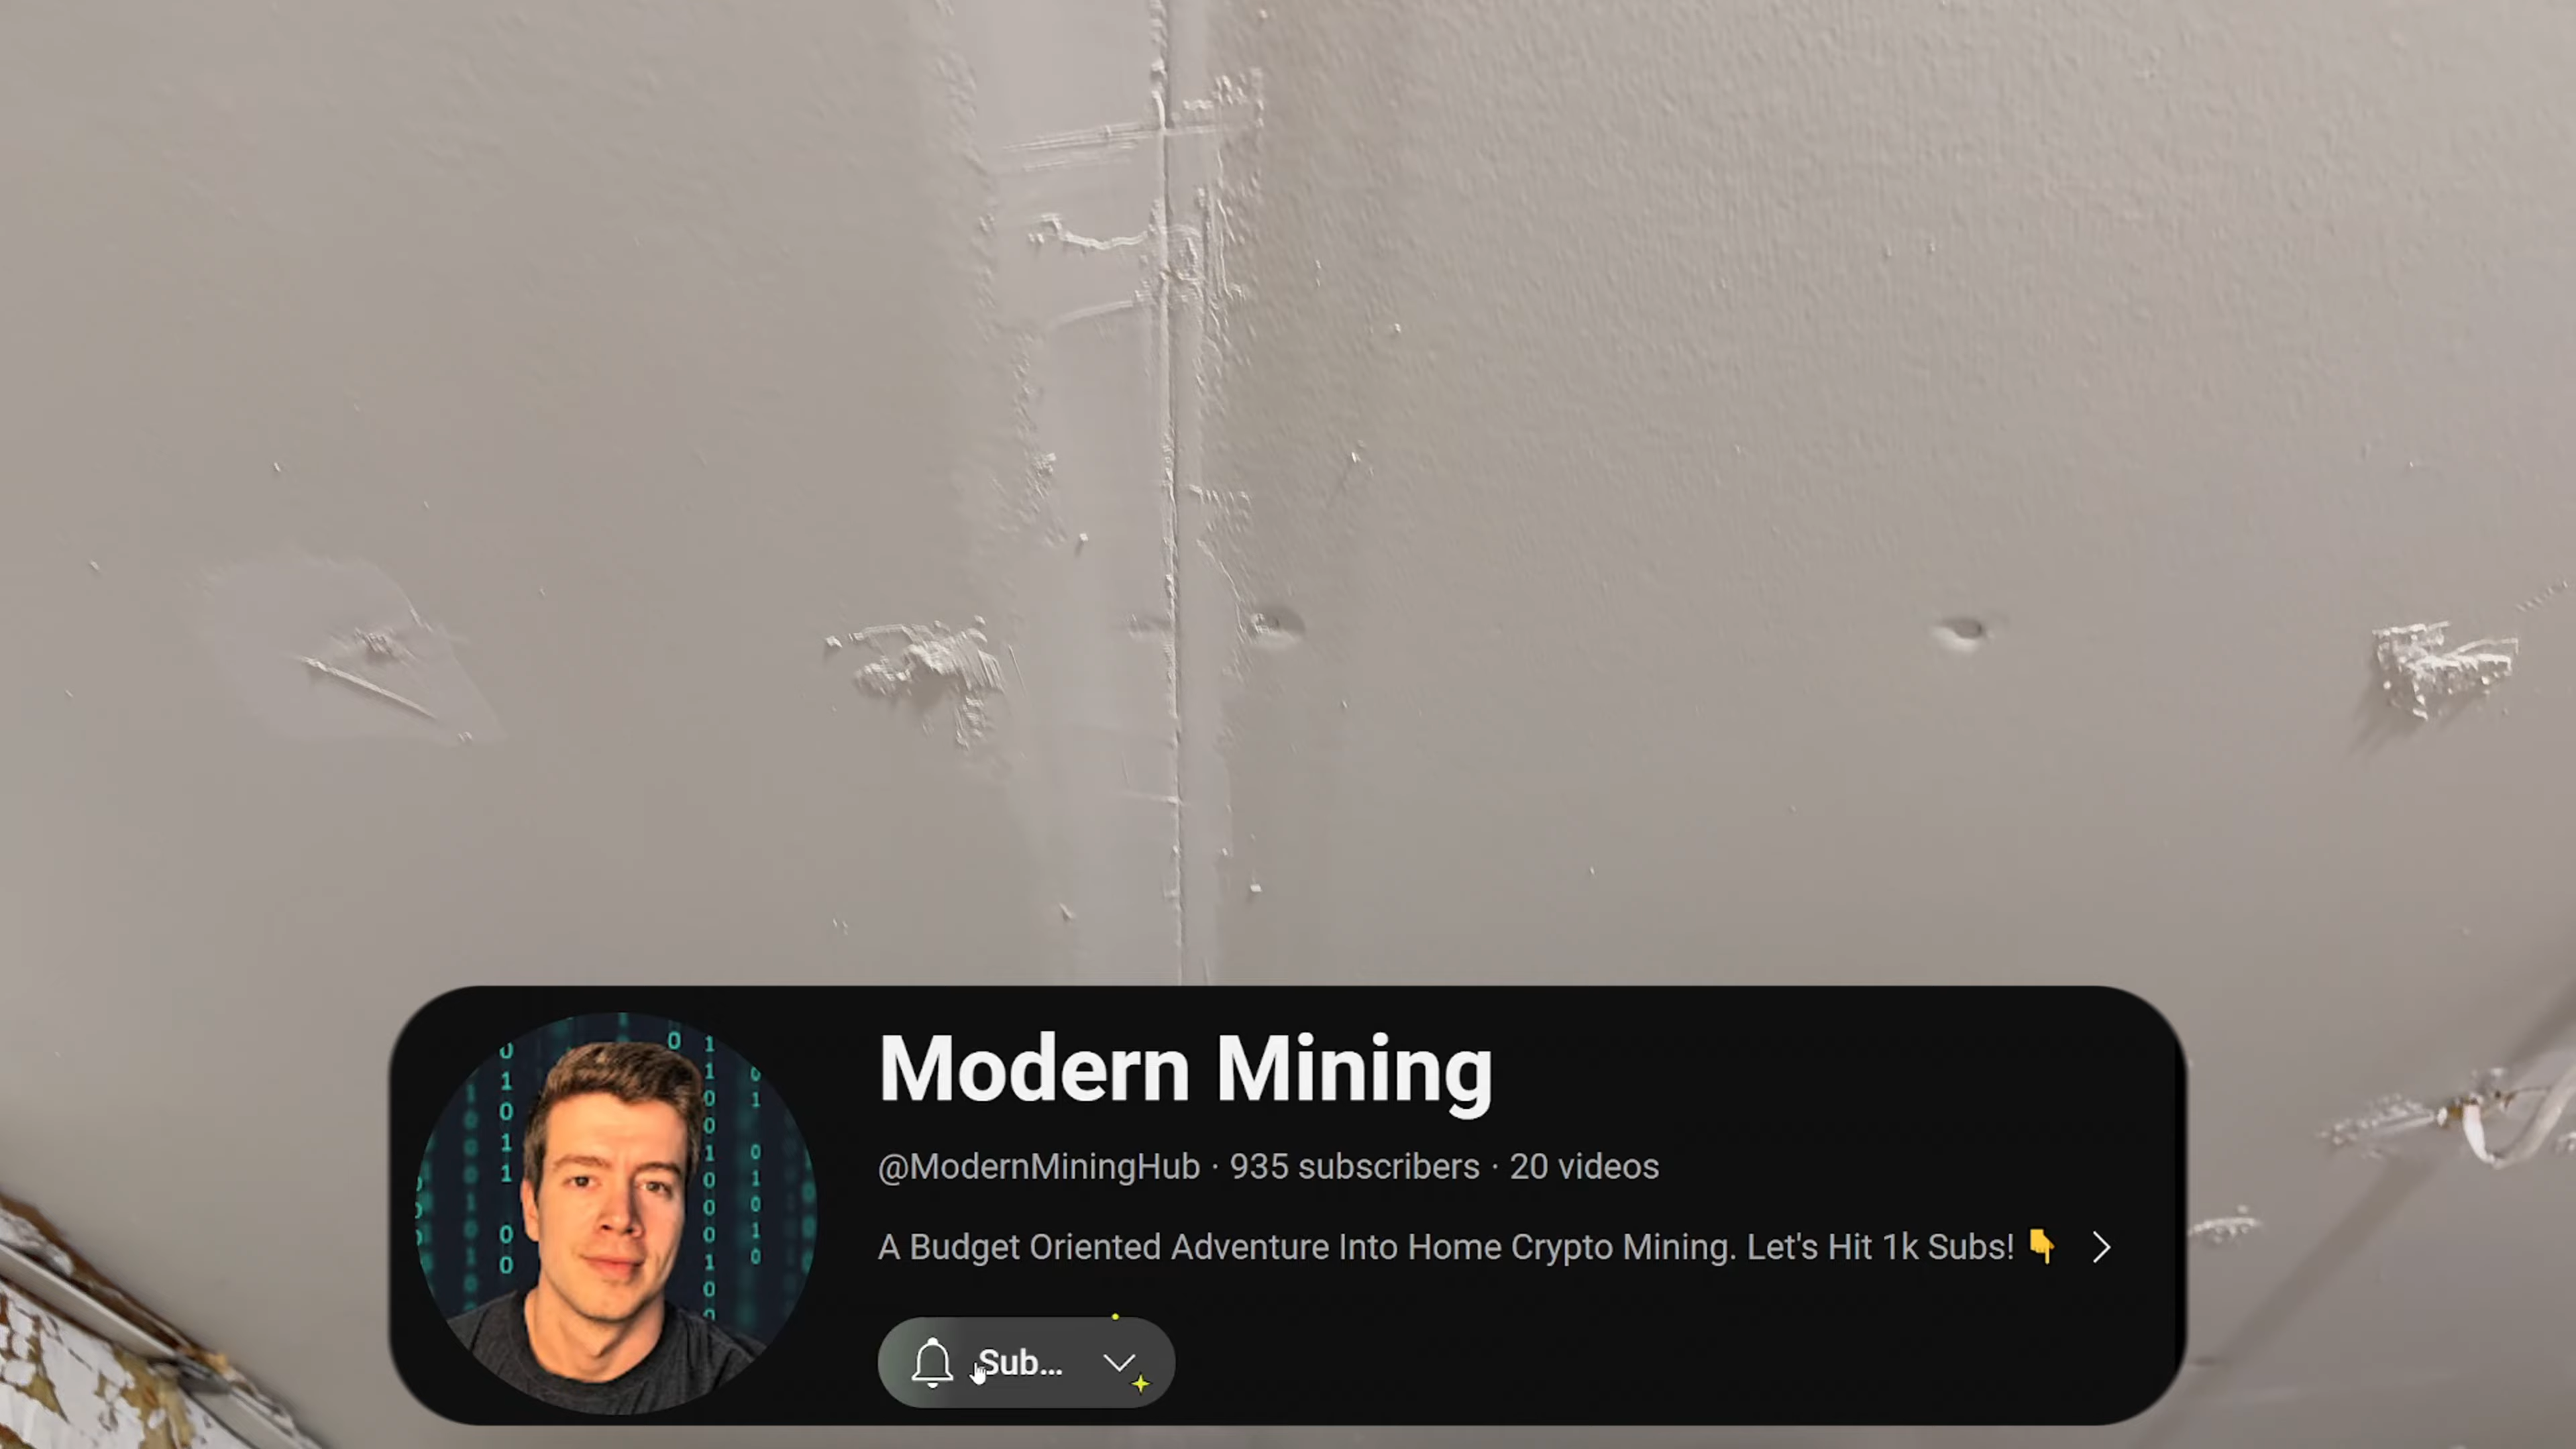 Modern Mining
@ModernMiningHub · 935 subscribers · 20 videos
A Budget Oriented Adventure Into Home Crypto Mining. Let's Hit 1k Subs! 👇
Sub...